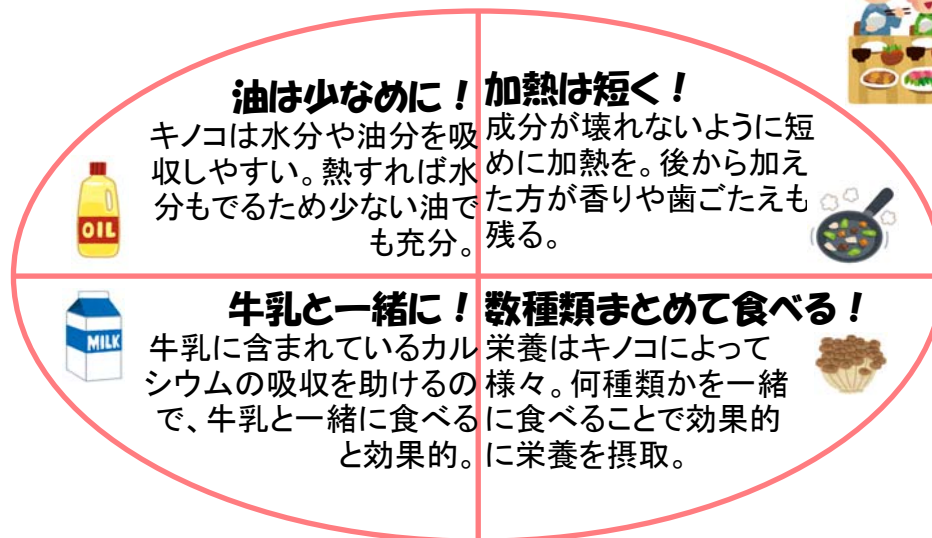 油は少なめに！
キノコは水分や油分を吸
収しやすい。熱すれば水
分もでるため少ない油で
も充分。
OIL
加熱は短く！
成分が壊れないように短
めに加熱を。後から加え
た方が香りや歯ごたえも
残る。
牛乳と一緒に！
牛乳に含まれているカル
シウムの吸収を助けるの
で、牛乳と一緒に食べる
と効果的。
MILK
数種類まとめて食べる！
栄養はキノコによって
様々。何種類かを一緒
に食べることで効果的
に栄養を摂取。